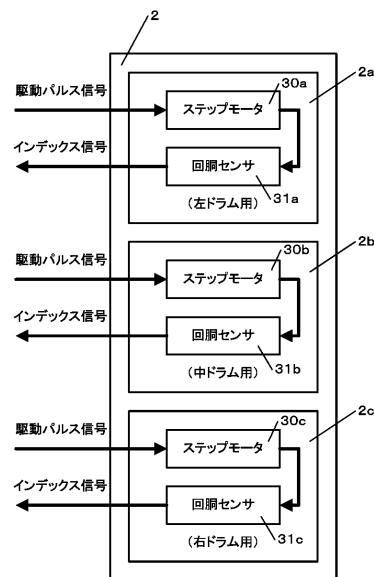 2
2a
駆動パルス信号
30a
ステップモータ
インデックス信号
回胴センサ
31a
(左ドラム用)
2b
駆動パルス信号
30b
ステップモータ
インデックス信号
回胴センサ
31b
(中ドラム用)
2c
駆動パルス信号
30c
ステップモータ
インデックス信号
回胴センサ
31c
(右ドラム用)